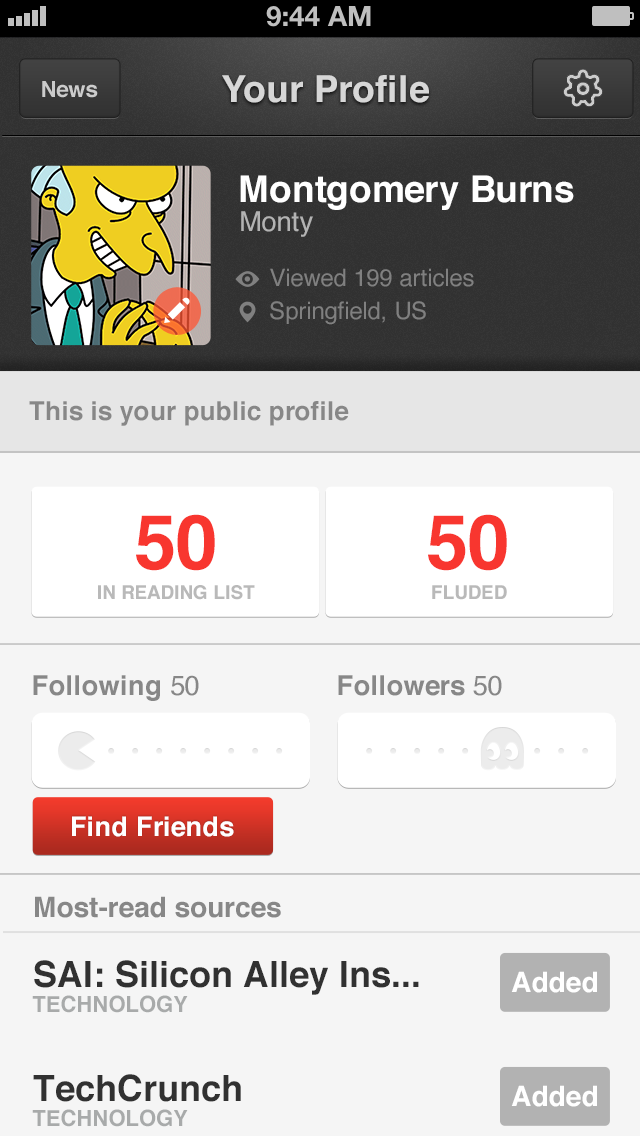 9:44 AM
News
Your Profile
Montgomery Burns
Monty
Viewed 199 articles
Springfield, US
This is your public profile
50
IN READING LIST
50
FLUDED
Following 50
Followers 50
Find Friends
Most-read sources
SAI: Silicon Alley Ins...
TECHNOLOGY
Added
TechCrunch
TECHNOLOGY
Added